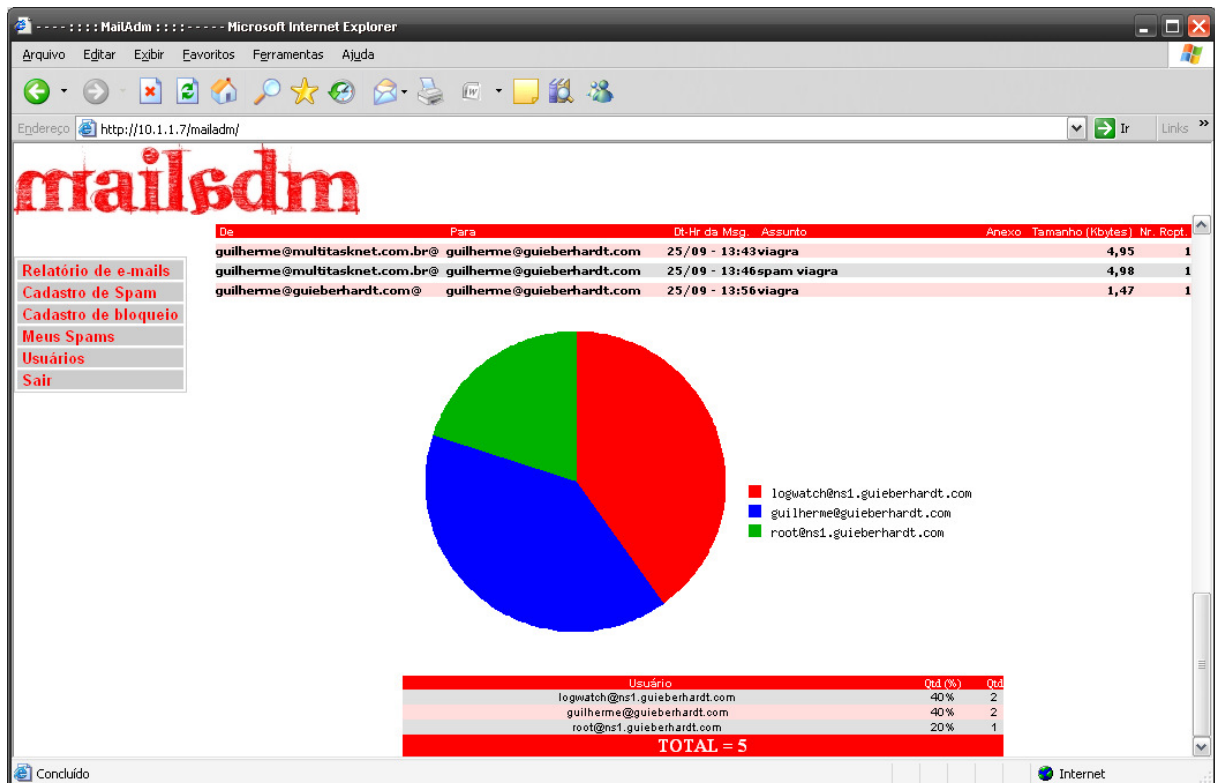 - - - - : : : : MailAdm : : : : - - - - - Microsoft Internet Explorer
Arquivo Editar Exibir Favoritos Ferramentas Ajuda
Endereço http://10.1.1.7/mailadm/ Ir Links »
mailadm
De Para Dt-Hr da Msg. Assunto Anexo Tamanho (Kbytes) Nr. Rcpt.
guilherme@multitasknet.com.br@ guilherme@guieberhardt.com 25/09 - 13:43 viagra 4,95 1
guilherme@multitasknet.com.br@ guilherme@guieberhardt.com 25/09 - 13:46 spam viagra 4,98 1
guilherme@guieberhardt.com@ guilherme@guieberhardt.com 25/09 - 13:56 viagra 1,47 1
Relatório de e-mails
Cadastro de Spam
Cadastro de bloqueio
Meus Spams
Usuários
Sair
logwatch@ns1.guieberhardt.com
guilherme@guieberhardt.com
root@ns1.guieberhardt.com
Usuário Qtd (%) Qtd
logwatch@ns1.guieberhardt.com 40% 2
guilherme@guieberhardt.com 40% 2
root@ns1.guieberhardt.com 20% 1
TOTAL = 5
Concluído Internet